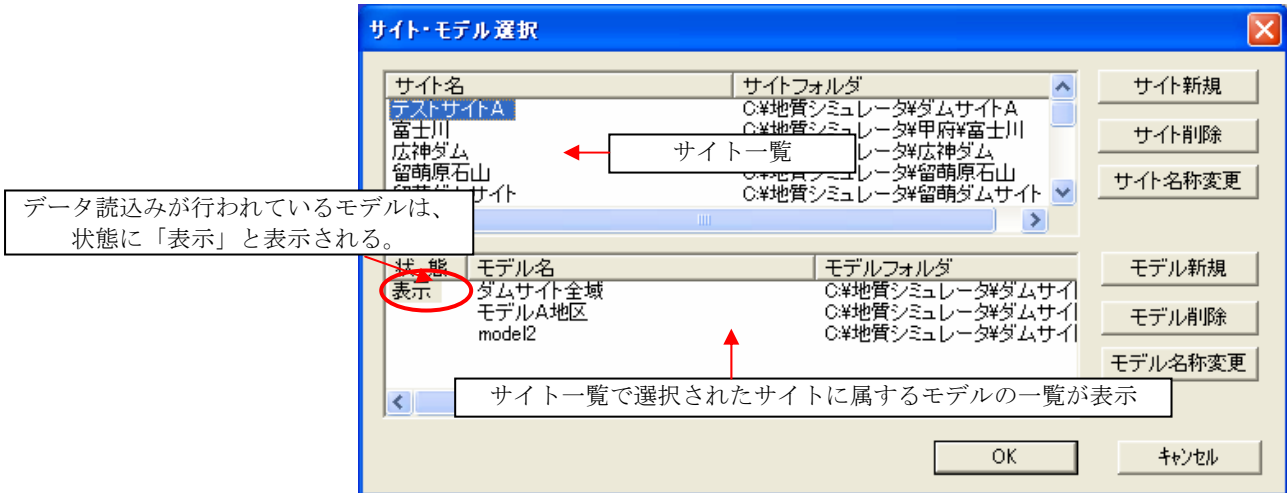 サイト・モデル選択
サイト名 サイトフォルダ
テストサイトA C:¥地質シミュレータ¥ダムサイトA
富士川 C:¥地質シミュレータ¥甲府¥富士川
広神ダム レータ¥広神ダム
サイト一覧
留萌原石山 C:¥地質シミュレータ¥留萌原石山
留萌ダムサイト C:¥地質シミュレータ¥留萌ダムサイト
サイト新規
サイト削除
サイト名称変更
データ読込みが行われているモデルは、
状態に「表示」と表示される。
状態 モデル名 モデルフォルダ
表示 ダムサイト全域 C:¥地質シミュレータ¥ダムサイ
モデルA地区 C:¥地質シミュレータ¥ダムサイ
model2 C:¥地質シミュレータ¥ダムサイ
モデル新規
モデル削除
モデル名称変更
サイト一覧で選択されたサイトに属するモデルの一覧が表示
OK キャンセル